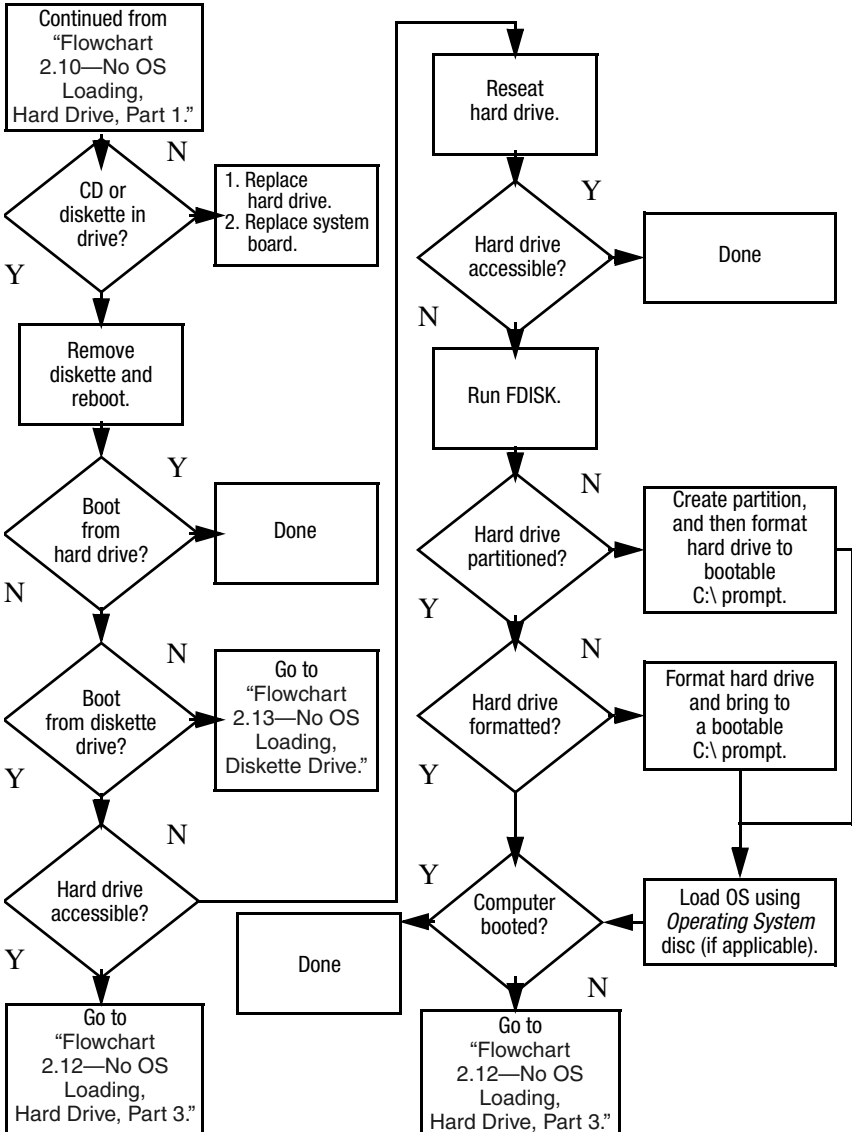 Continued from
“Flowchart
2.10—No OS
Loading,
Hard Drive, Part 1.”
N
CD or
diskette in
drive?
1. Replace
hard drive.
2. Replace system
board.
Y
Remove
diskette and
reboot.
Y
Boot
from
hard drive?
Done
N
N
Boot
from diskette
drive?
Go to
“Flowchart
2.13—No OS
Loading,
Diskette Drive.”
Y
N
Hard drive
accessible?
Y
Go to
“Flowchart
2.12—No OS
Loading,
Hard Drive, Part 3.”
Reseat
hard drive.
Y
Hard drive
accessible?
Done
N
Run FDISK.
N
Hard drive
partitioned?
Create partition,
and then format
hard drive to
bootable
C:\ prompt.
Y
N
Hard drive
formatted?
Format hard drive
and bring to
a bootable
C:\ prompt.
Y
Y
Computer
booted?
Load OS using
Operating System
disc (if applicable).
Done
N
Go to
“Flowchart
2.12—No OS
Loading,
Hard Drive, Part 3.”